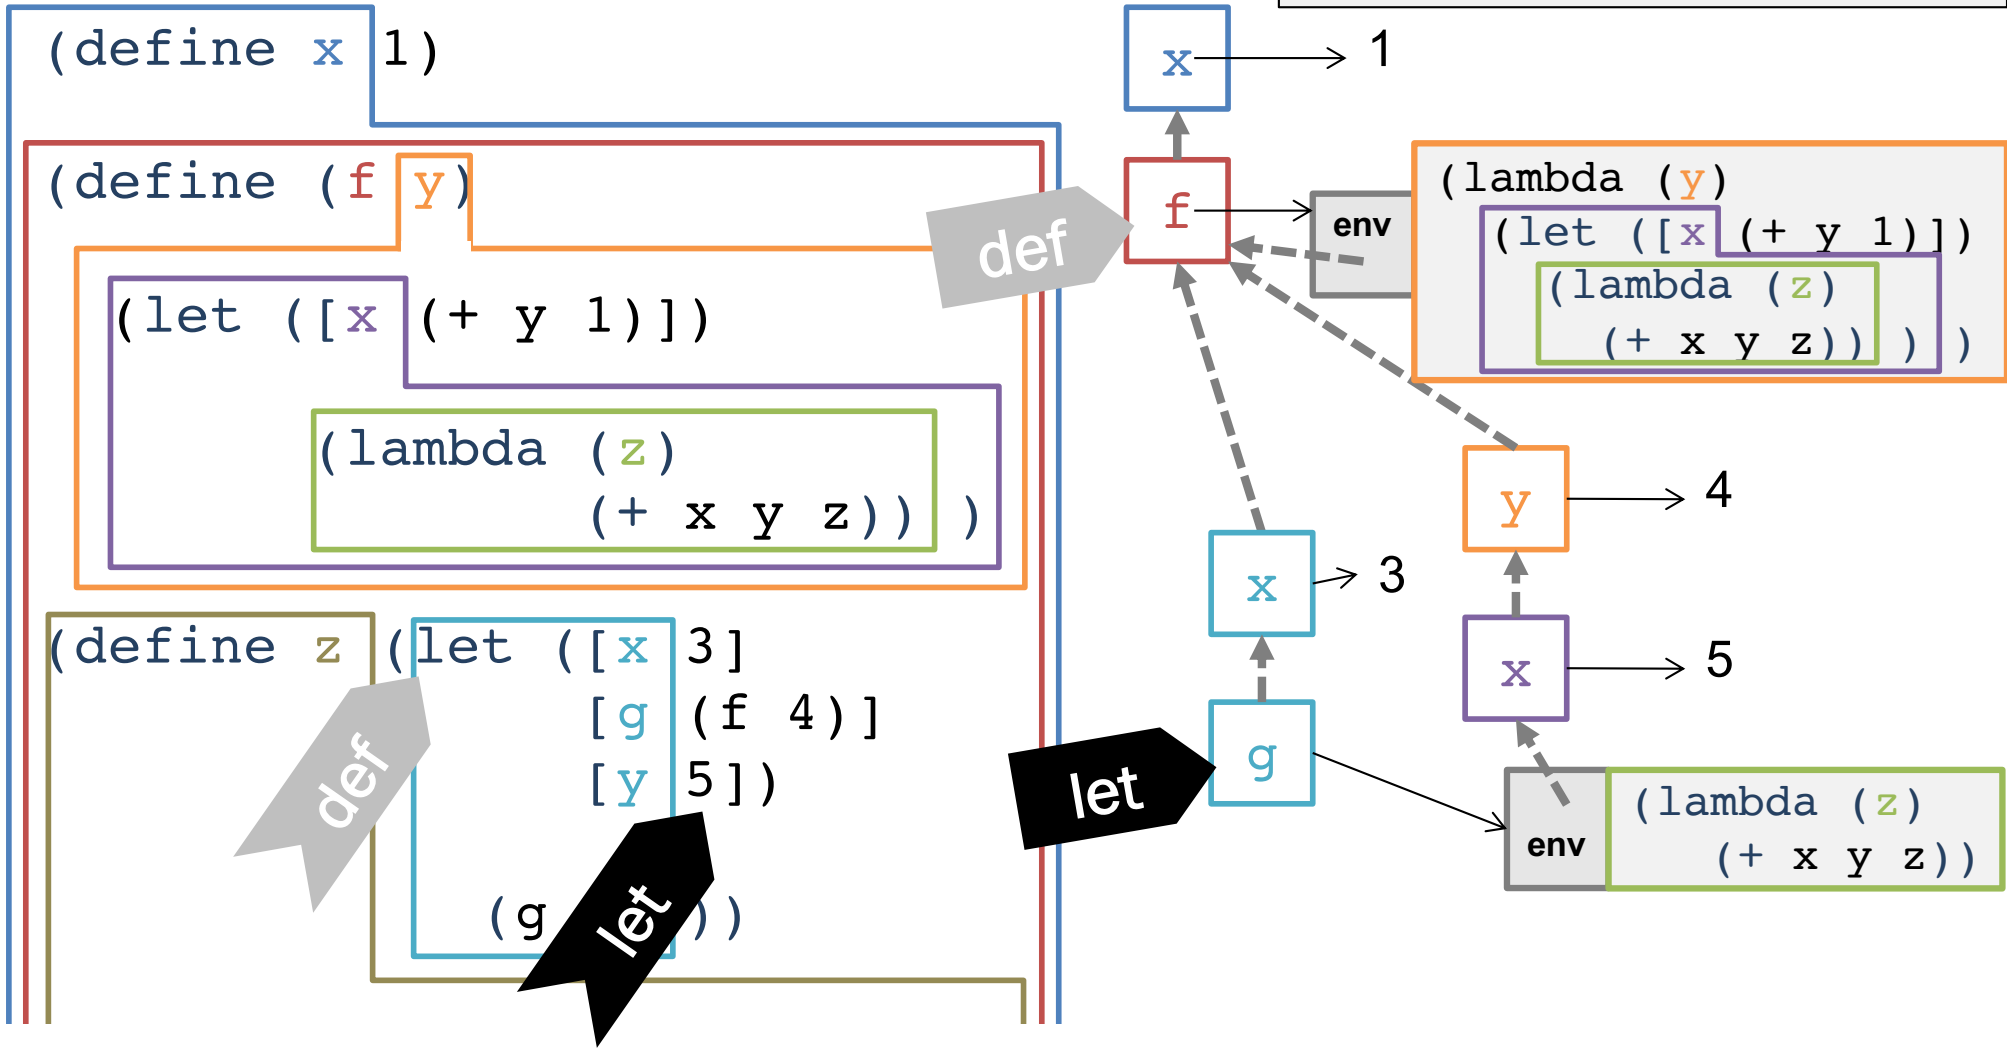 (define x 1)
(define (f y)
(let ([x (+ y 1)])
(lambda (z)
(+ x y z)) )
(define z (let ([x 3]
[g (f 4)]
[y 5])
(g ))
def
let
x
1
f
def
env
(lambda (y)
(let ([x (+ y 1)])
(lambda (z)
(+ x y z)) ) )
y
4
x
3
x
5
g
let
env
(lambda (z)
(+ x y z))